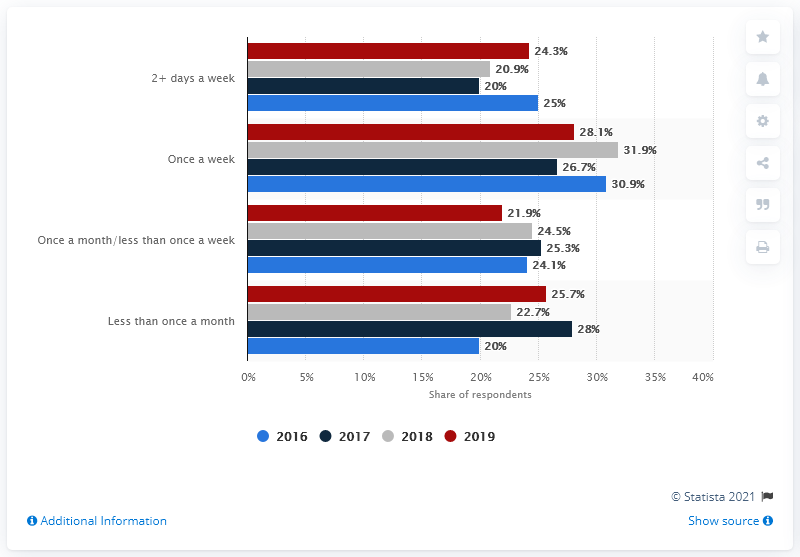 2+ days a week
24.3%
20.9%
20%
25%
Once a week
28.1%
31.9%
26.7%
30.9%
Once a month/less than once a week
21.9%
24.5%
25.3%
24.1%
Less than once a month
25.7%
22.7%
28%
20%
0% 5% 10% 15% 20% 25% 30% 35% 40%
Share of respondents
2016 2017 2018 2019
© Statista 2021
Additional Information
Show source